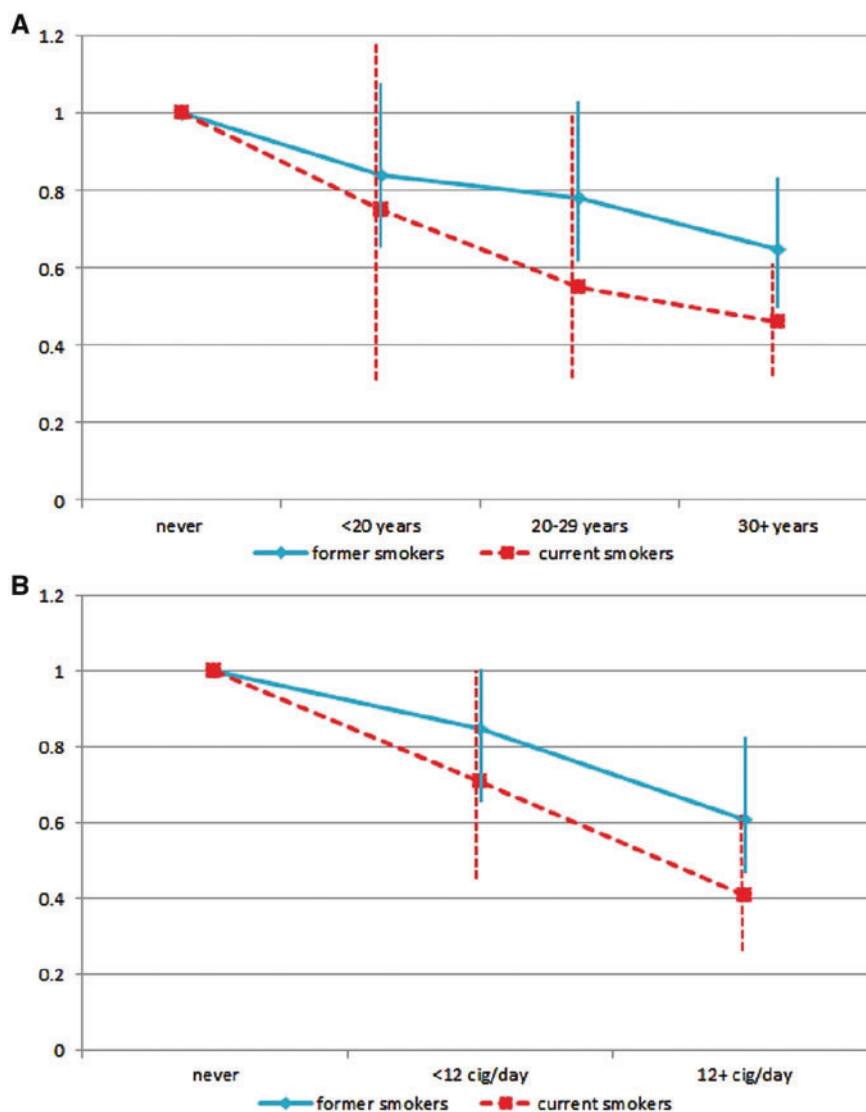 A
1.2
1
0.8
0.6
0.4
0.2
0
never <20 years 20-29 years 30+ years
former smokers current smokers
B
1.2
1
0.8
0.6
0.4
0.2
0
never <12 cig/day 12+ cig/day
former smokers current smokers